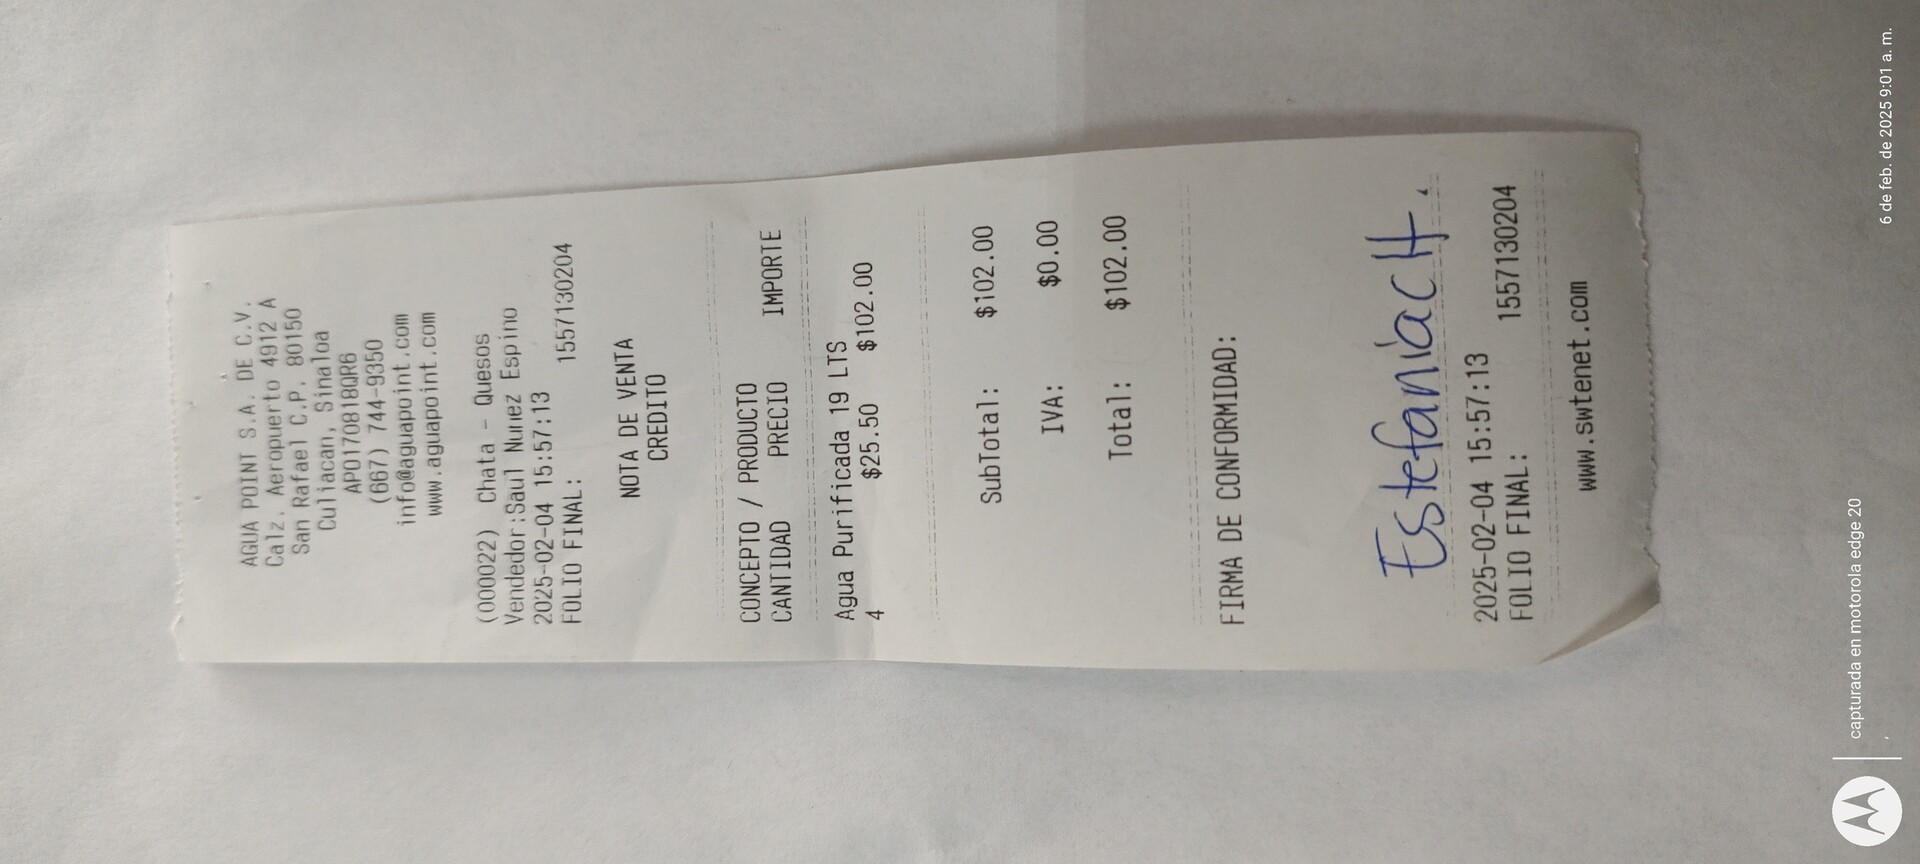 AGUA POINT S.A. DE C.V.
Calz. Aeropuerto 4912 A
San Rafael C.P. 80150
Culiacan, Sinaloa
APO170818QR6
(667) 744-9350
info@aguapoint.com
www.aguapoint.com
(000022) Chata - Quesos
Vendedor:Saul Nunez Espino
2025-02-04 15:57:13
FOLIO FINAL: 1557130204
NOTA DE VENTA
CREDITO
CONCEPTO / PRODUCTO
CANTIDAD PRECIO IMPORTE
Agua Purificada 19 LTS
4 $25.50 $102.00
SubTotal: $102.00
IVA: $0.00
Total: $102.00
FIRMA DE CONFORMIDAD:
Estefania CH.
2025-02-04 15:57:13
FOLIO FINAL: 1557130204
www.swtenet.com
capturada en motorola edge 20
6 de feb. de 2025 9:01 a. m.